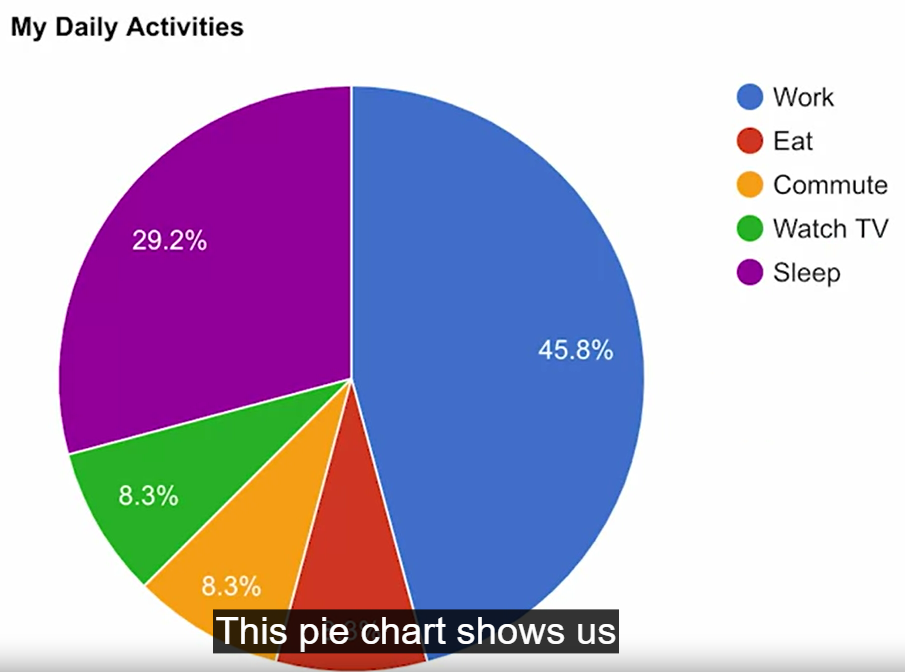 My Daily Activities
Work
Eat
Commute
Watch TV
Sleep
29.2%
45.8%
8.3%
8.3%
This pie chart shows us